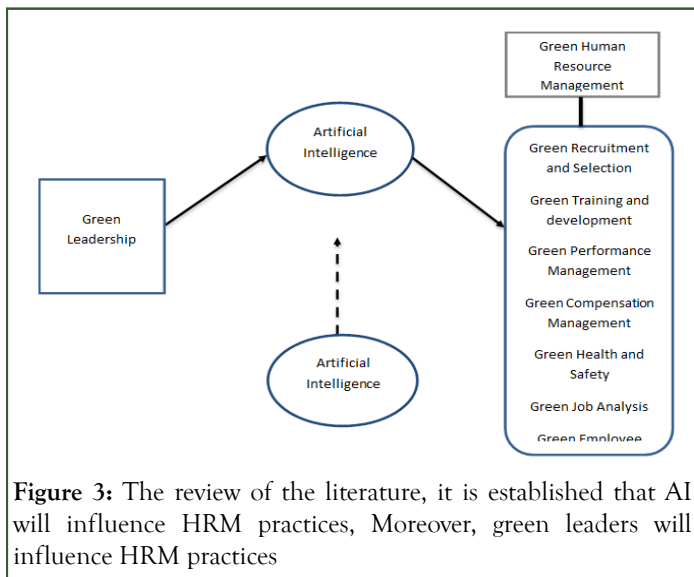 Green Human
Resource
Management
Artificial
Intelligence
Green Recruitment
and Selection
Green Training and
development
Green
Leadership
Green Performance
Management
Green Compensation
Management
Artificial
Intelligence
Green Health and
Safety
Green Job Analysis
Green Employee
Figure 3: The review of the literature, it is established that AI
will influence HRM practices, Moreover, green leaders will
influence HRM practices